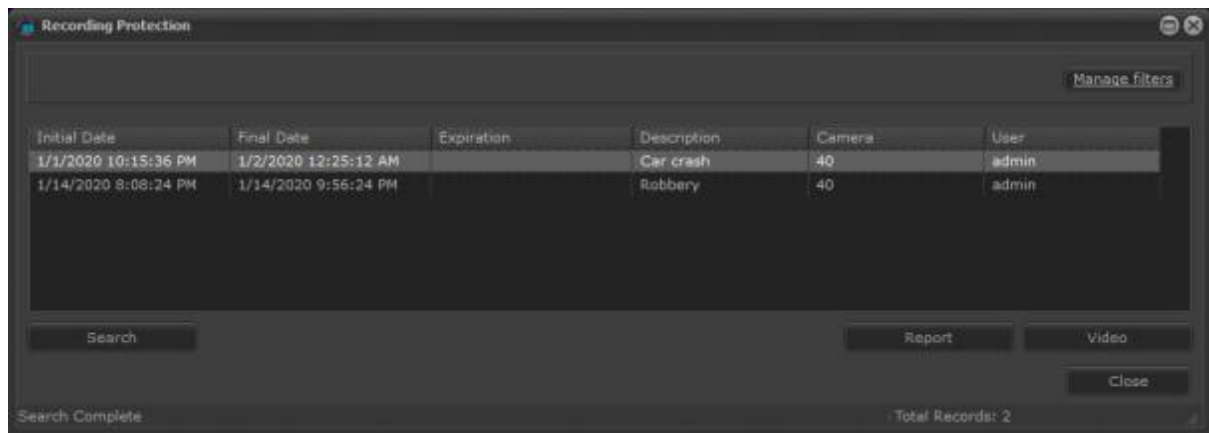 Recording Protection
Manage filters
Initial Date Final Date Expiration Description Camera User
1/1/2020 10:15:36 PM 1/2/2020 12:25:12 AM Car crash 40 admin
1/14/2020 8:08:24 PM 1/14/2020 9:56:24 PM Robbery 40 admin
Search Report Video
Close
Search Complete Total Records: 2